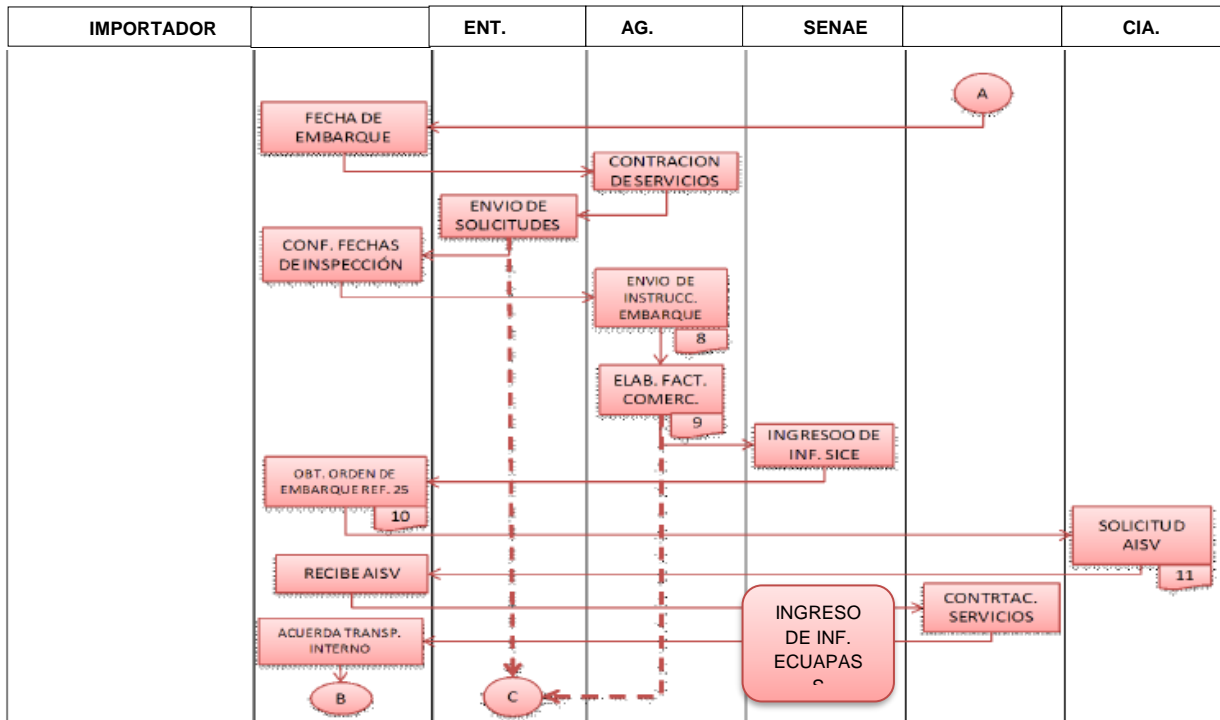 IMPORTADOR ENT. AG. SENAE CIA.
A
FECHA DE
EMBARQUE
CONTRACION
DE SERVICIOS
ENVIO DE
SOLICITUDES
CONF. FECHAS
DE INSPECCIÓN
ENVIO DE
INSTRUCC.
EMBARQUE
8
ELAB. FACT.
COMERC.
9
INGRESOO DE
INF. SICE
OBT. ORDEN DE
EMBARQUE REF. 25
10
SOLICITUD
AISV
11
RECIBE AISV
CONTRTAC.
SERVICIOS
INGRESO
DE INF.
ECUAPAS
S
ACUERDA TRANSP.
INTERNO
B
C